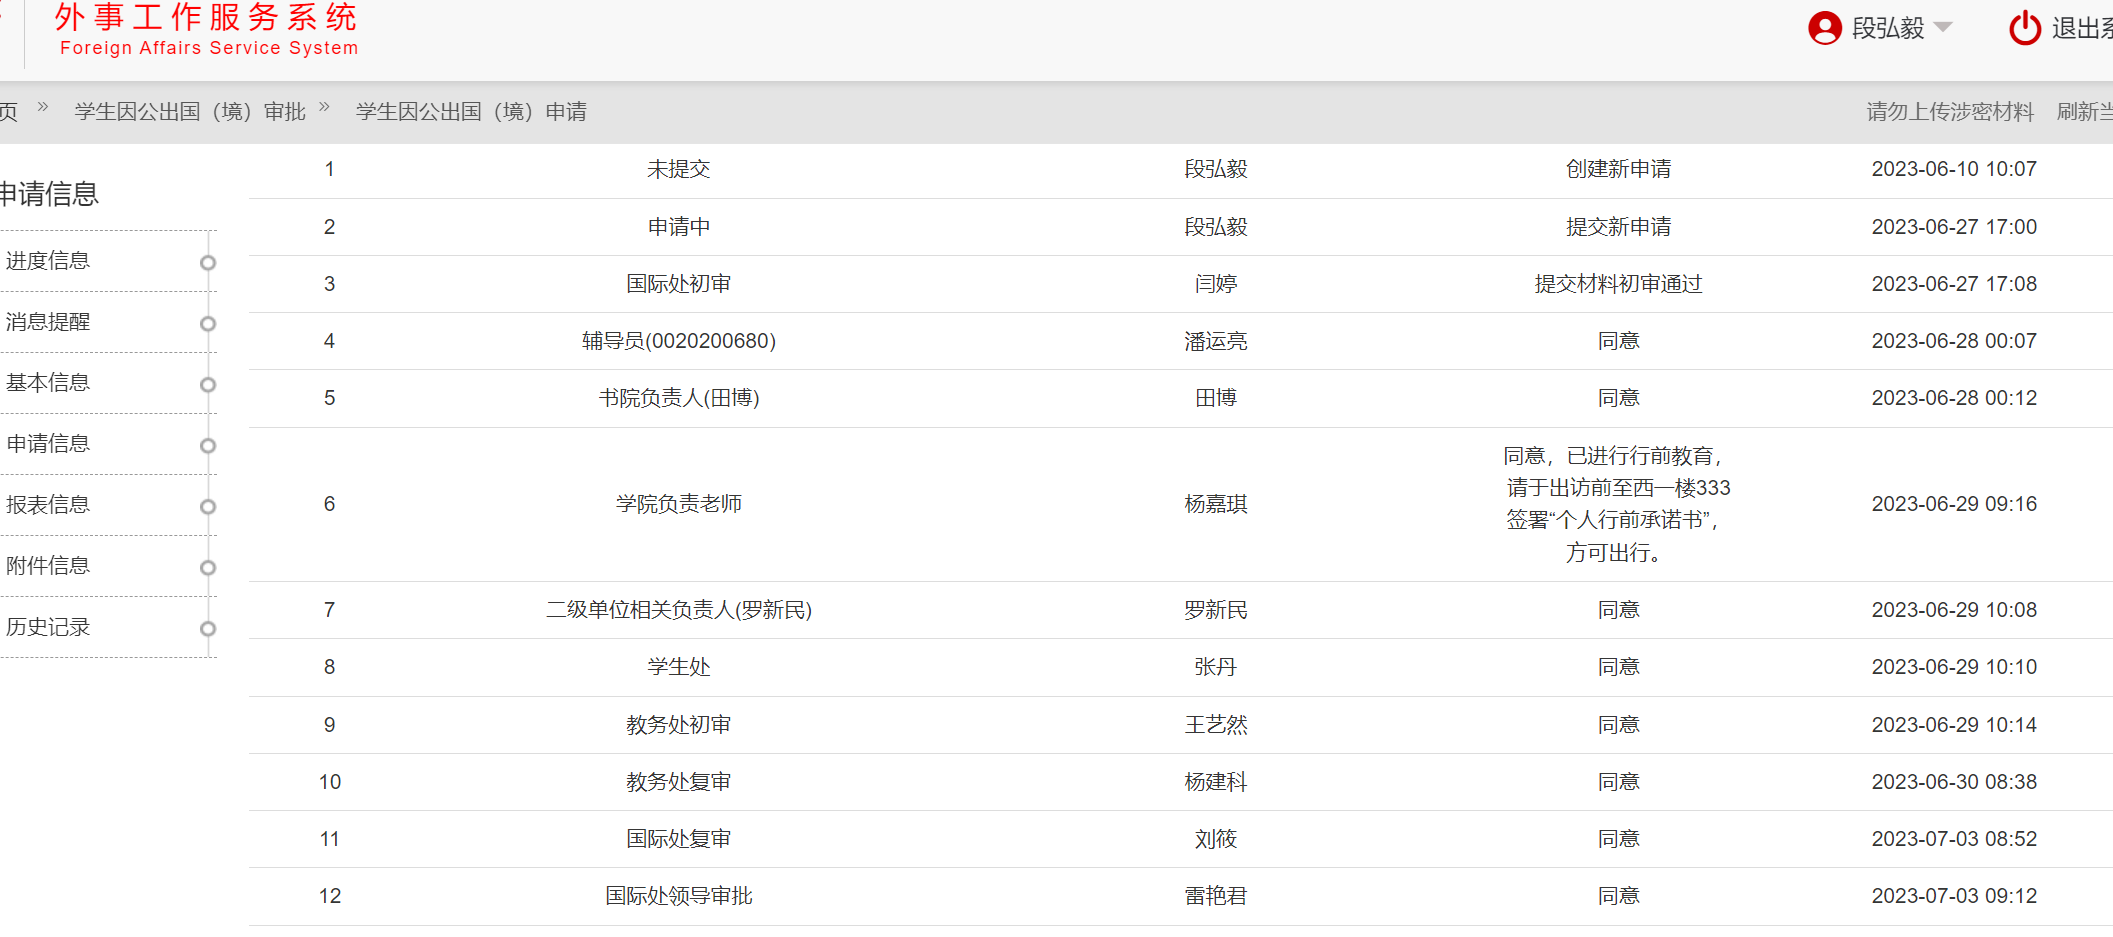 外事工作服务系统
Foreign Affairs Service System
段弘毅
退出系
页 » 学生因公出国（境）审批 » 学生因公出国（境）申请
请勿上传涉密材料 刷新当
申请信息
进度信息
消息提醒
基本信息
申请信息
报表信息
附件信息
历史记录
1 未提交 段弘毅 创建新申请 2023-06-10 10:07
2 申请中 段弘毅 提交新申请 2023-06-27 17:00
3 国际处初审 闫婷 提交材料初审通过 2023-06-27 17:08
4 辅导员(0020200680) 潘运亮 同意 2023-06-28 00:07
5 书院负责人(田博) 田博 同意 2023-06-28 00:12
6 学院负责老师 杨嘉琪 同意，已进行行前教育，
请于出访前至西一楼333
签署“个人行前承诺书”，
方可出行。 2023-06-29 09:16
7 二级单位相关负责人(罗新民) 罗新民 同意 2023-06-29 10:08
8 学生处 张丹 同意 2023-06-29 10:10
9 教务处初审 王艺然 同意 2023-06-29 10:14
10 教务处复审 杨建科 同意 2023-06-30 08:38
11 国际处复审 刘筱 同意 2023-07-03 08:52
12 国际处领导审批 雷艳君 同意 2023-07-03 09:12